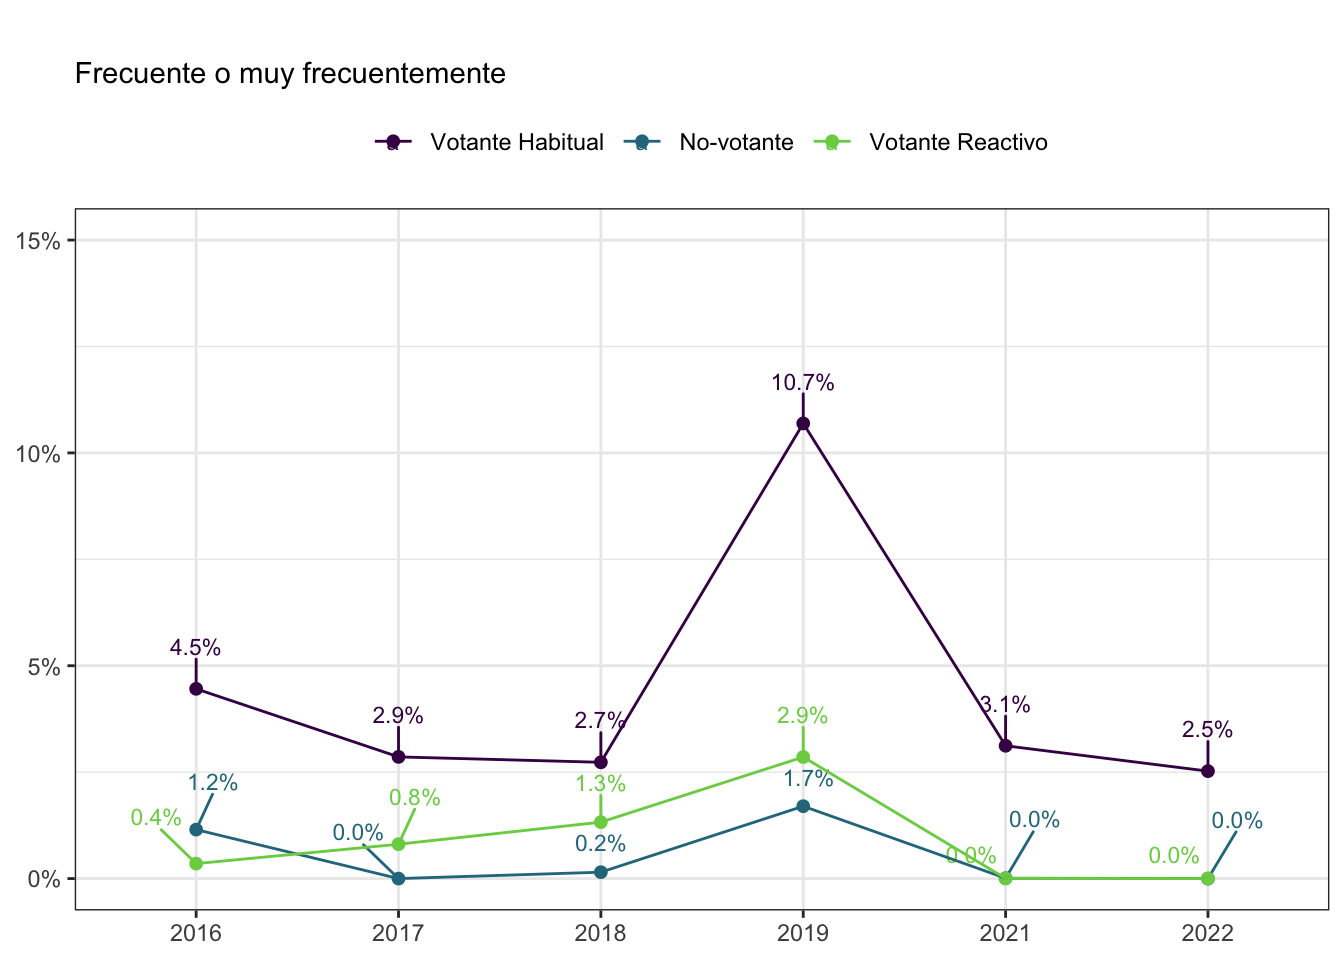 Frecuente o muy frecuentemente
Votante Habitual No-votante Votante Reactivo
15%
10.7%
10%
4.5%
5%
3.1%
2.9% 2.7% 2.9% 2.5%
1.2% 1.3% 1.7%
0.4% 0.8%
0.0% 0.2% 0.0% 0.0%
0.0% 0.0%
0%
2016 2017 2018 2019 2021 2022